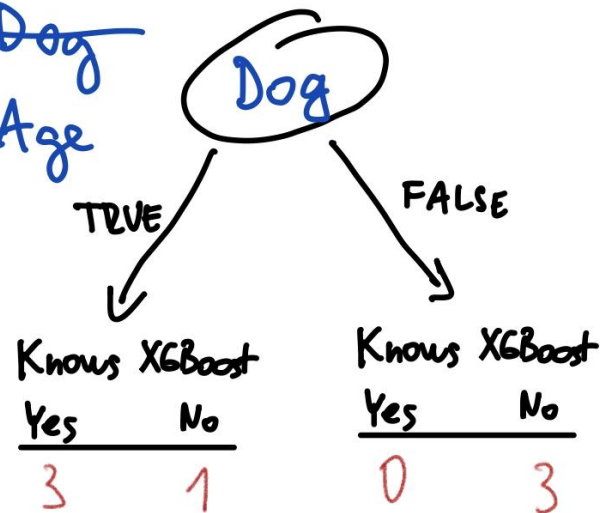 Dog
Age
Dog
TRUE
FALSE
Knows XGBoost
Yes No
3 1
Knows XGBoost
Yes No
0 3